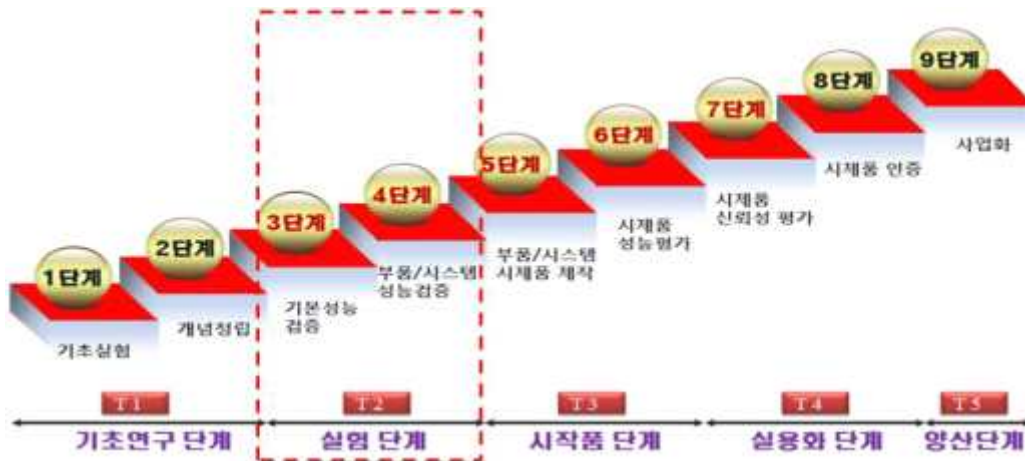 1단계
기초실험
2단계
개념정립
3단계
기본성능
검증
4단계
부품/시스템
성능검증
5단계
부품/시스템
시제품 제작
6단계
시제품
성능평가
7단계
시제품
신뢰성 평가
8단계
시제품 인증
9단계
사업화
T1
T2
T3
T4
T5
기초연구 단계
실험 단계
시작품 단계
실용화 단계
양산단계